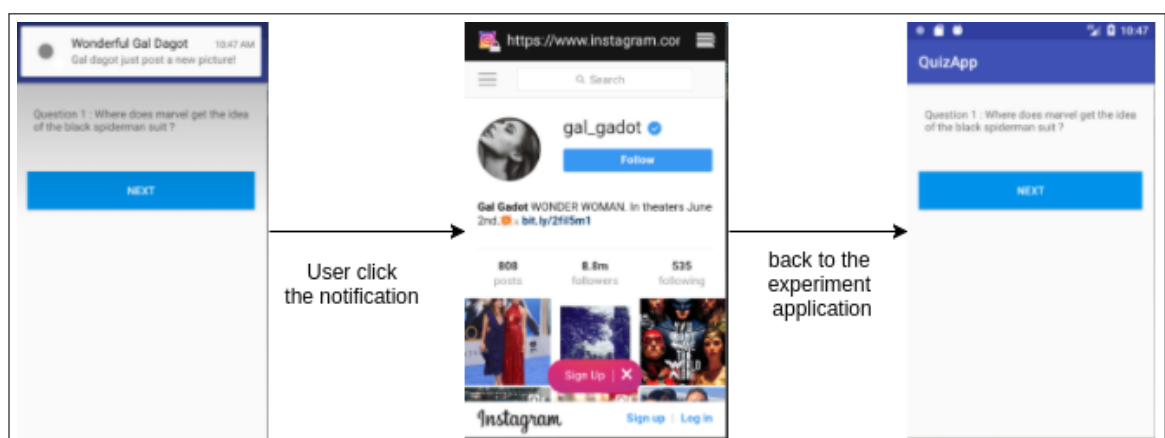 Wonderful Gal Dagot 10:47 AM
Gal dagot just post a new picture!
Question 1 : Where does marvel get the idea
of the black spiderman suit ?
NEXT
User click
the notification
https://www.instagram.cor
Search
gal_gadot
Follow
Gal Gadot WONDER WOMAN. In theaters June
2nd. bit.ly/2fiI5m1
808 8.8m 535
posts followers following
Sign Up | X
Instagram Sign up | Log in
back to the
experiment
application
10:47
QuizApp
Question 1 : Where does marvel get the idea
of the black spiderman suit ?
NEXT